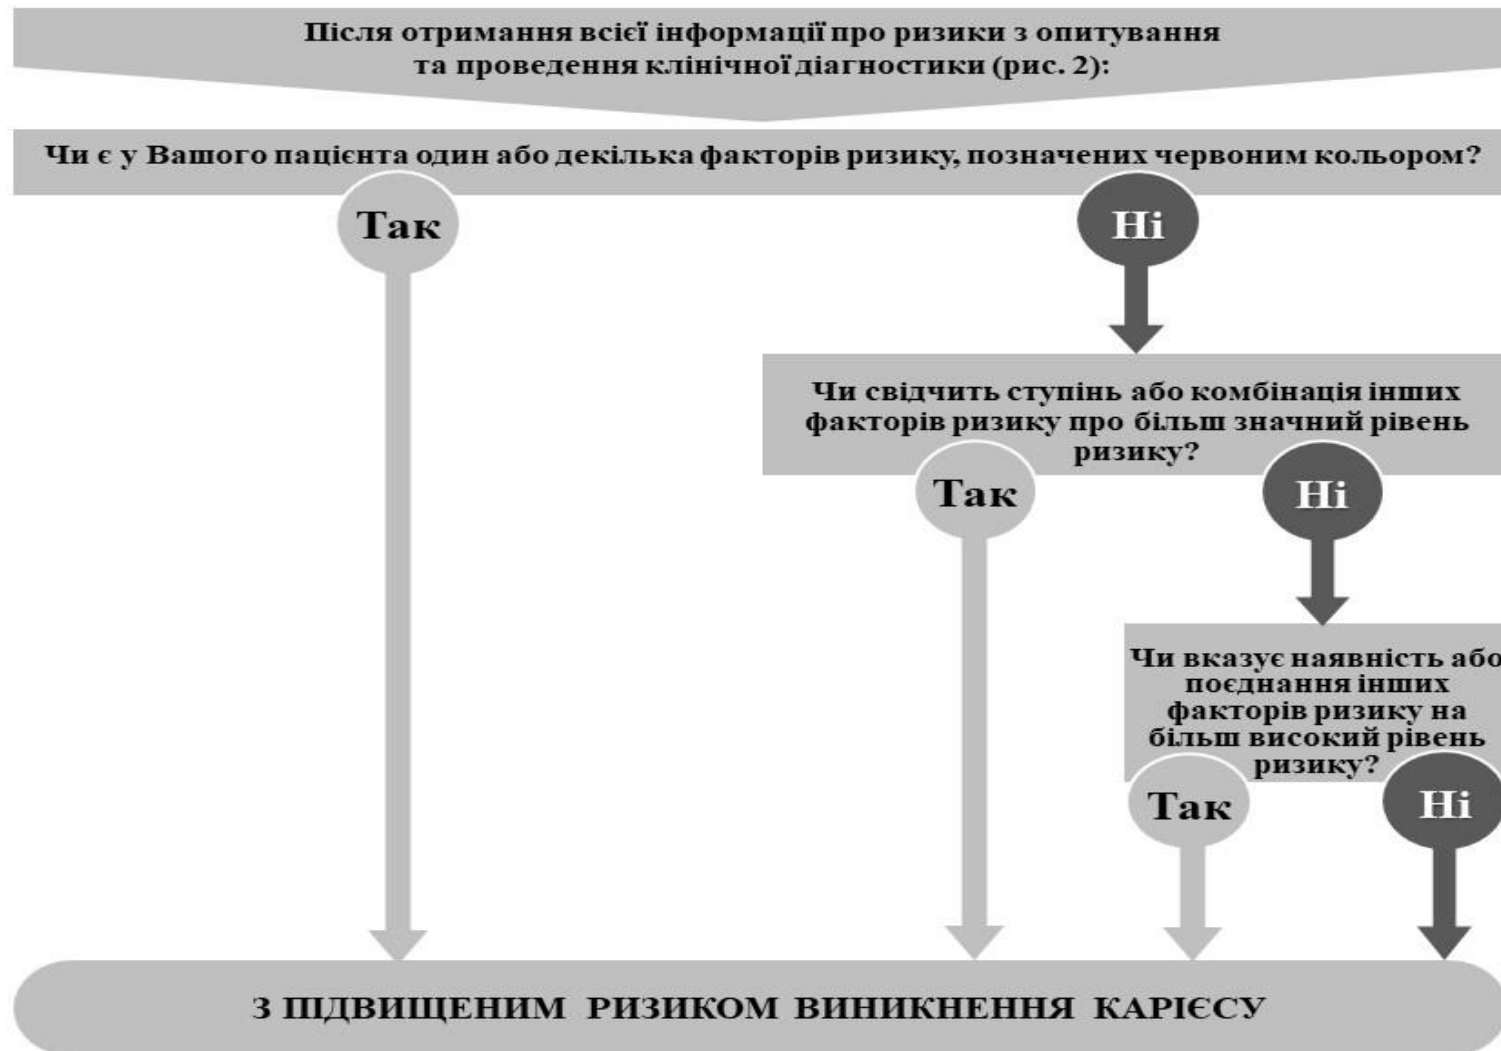 Після отримання всієї інформації про ризики з опитування
та проведення клінічної діагностики (рис. 2):
Чи є у Вашого пацієнта один або декілька факторів ризику, позначених червоним кольором?
Так
Ні
Чи свідчить ступінь або комбінація інших
факторів ризику про більш значний рівень
ризику?
Так
Ні
Чи вказує наявність або
поєднання інших
факторів ризику на
більш високий рівень
ризику?
Так
Ні
З ПІДВИЩЕНИМ РИЗИКОМ ВИНИКНЕННЯ КАРІЄСУ